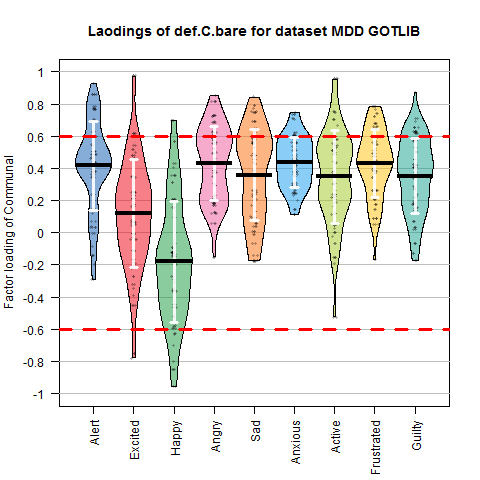 Laodings of def.C.bare for dataset MDD GOTLIB
Factor loading of Communal
1
0.8
0.6
0.4
0.2
0
-0.2
-0.4
-0.6
-0.8
-1
Alert
Excited
Happy
Angry
Sad
Anxious
Active
Frustrated
Guilty